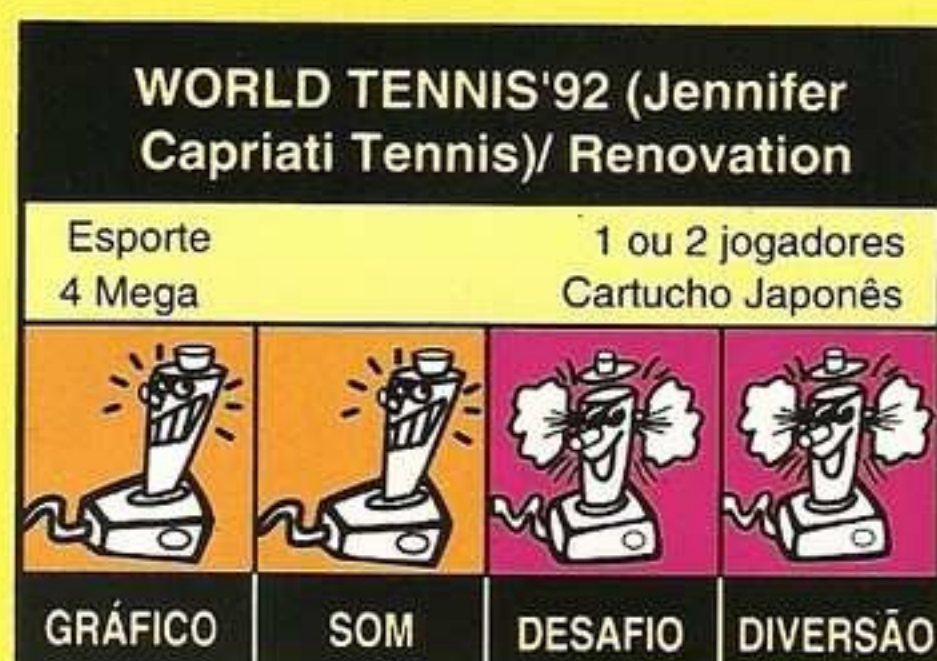 WORLD TENNIS'92 (Jennifer
Capriati Tennis)/ Renovation
Esporte 1 ou 2 jogadores
4 Mega Cartucho Japonês
GRÁFICO SOM DESAFIO DIVERSÃO